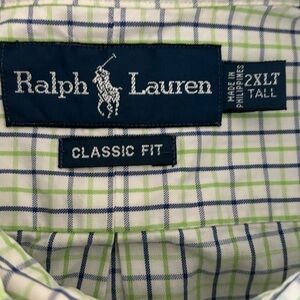 Ralph Lauren
MADE IN
PHILIPPINES
2XLT
TALL
CLASSIC FIT